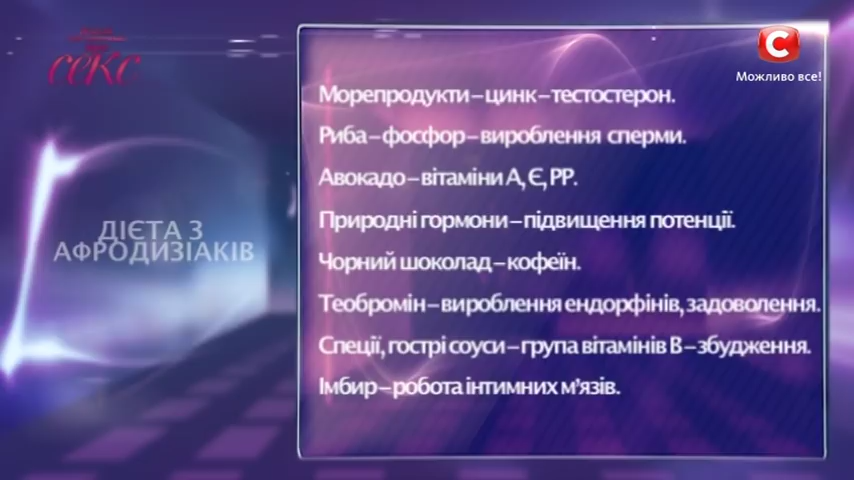 секс
С
Можливо все!
ДІЄТА З
АФРОДИЗІАКІВ
Морепродукти – цинк – тестостерон.
Риба – фосфор – вироблення сперми.
Авокадо – вітаміни А, Є, РР.
Природні гормони – підвищення потенції.
Чорний шоколад – кофеїн.
Теобромін – вироблення ендорфінів, задоволення.
Спеції, гострі соуси – група вітамінів В – збудження.
Імбир – робота інтимних м’язів.